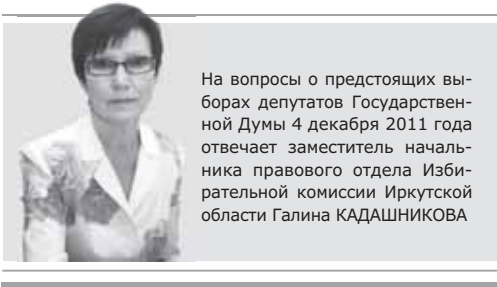 На вопросы о предстоящих вы-
борах депутатов Государствен-
ной Думы 4 декабря 2011 года
отвечает заместитель началь-
ника правового отдела Изби-
рательной комиссии Иркутской
области Галина КАДАШНИКОВА